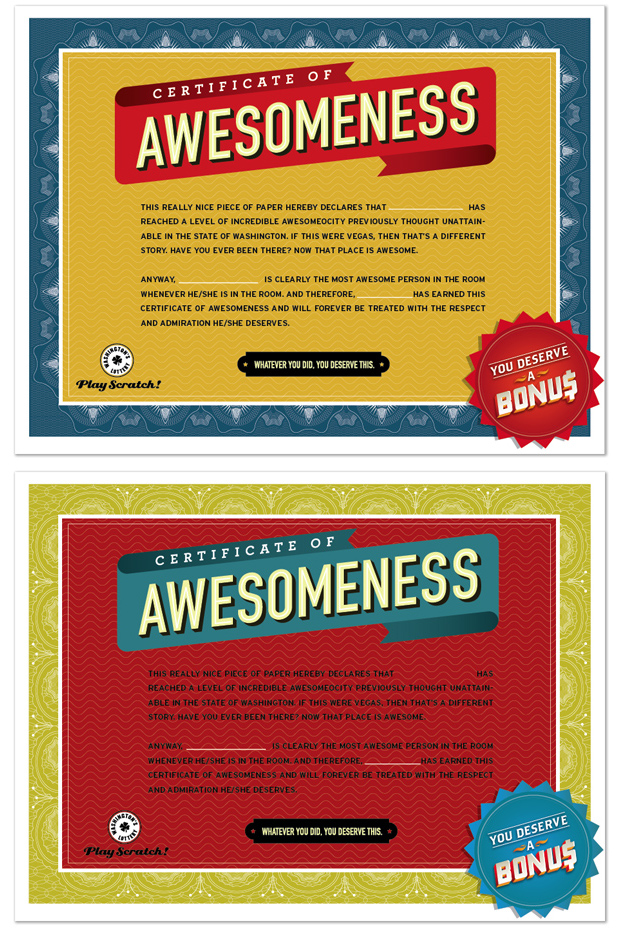 CERTIFICATE OF
AWESOMENESS
THIS REALLY NICE PIECE OF PAPER HEREBY DECLARES THAT ______________ HAS
REACHED A LEVEL OF INCREDIBLE AWESOMEOCITY PREVIOUSLY THOUGHT UNATTAIN-
ABLE IN THE STATE OF WASHINGTON. IF THIS WERE VEGAS, THEN THAT'S A DIFFERENT
STORY. HAVE YOU EVER BEEN THERE? NOW THAT PLACE IS AWESOME.
ANYWAY, ______________ IS CLEARLY THE MOST AWESOME PERSON IN THE ROOM
WHENEVER HE/SHE IS IN THE ROOM. AND THEREFORE, __________ HAS EARNED THIS
CERTIFICATE OF AWESOMENESS AND WILL FOREVER BE TREATED WITH THE RESPECT
AND ADMIRATION HE/SHE DESERVES.
WASHINGTON'S
LOTTERY
Play Scratch!
WHATEVER YOU DID, YOU DESERVE THIS.
YOU DESERVE
A
BONU$
CERTIFICATE OF
AWESOMENESS
THIS REALLY NICE PIECE OF PAPER HEREBY DECLARES THAT HAS
REACHED A LEVEL OF INCREDIBLE AWESOMEOCITY PREVIOUSLY THOUGHT UNATTAIN-
ABLE IN THE STATE OF WASHINGTON. IF THIS WERE VEGAS, THEN THAT'S A DIFFERENT
STORY. HAVE YOU EVER BEEN THERE? NOW THAT PLACE IS AWESOME.
ANYWAY, ______________ IS CLEARLY THE MOST AWESOME PERSON IN THE ROOM
WHENEVER HE/SHE IS IN THE ROOM. AND THEREFORE, __________HAS EARNED THIS
CERTIFICATE OF AWESOMENESS AND WILL FOREVER BE TREATED WITH THE RESPECT
AND ADMIRATION HE/SHE DESERVES.
WASHINGTON'S
LOTTERY
Play Scratch!
WHATEVER YOU DID, YOU DESERVE THIS.
YOU DESERVE
A
BONU$